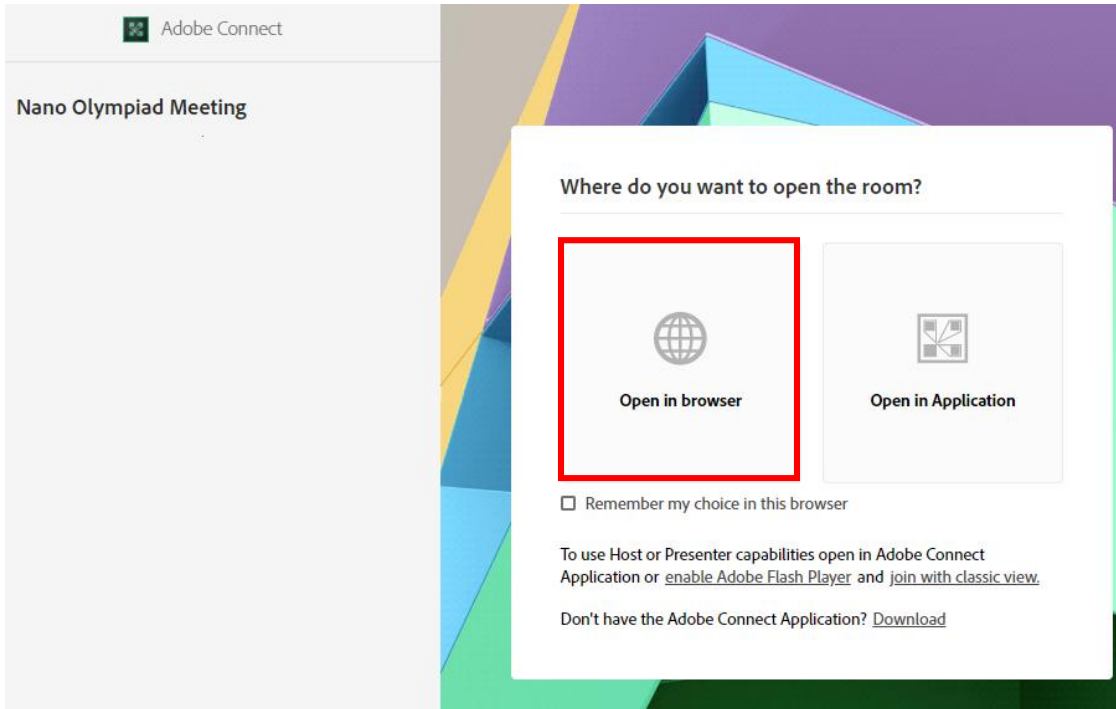 Adobe Connect
Nano Olympiad Meeting
Where do you want to open the room?
Open in browser
Open in Application
Remember my choice in this browser
To use Host or Presenter capabilities open in Adobe Connect
Application or enable Adobe Flash Player and join with classic view.
Don't have the Adobe Connect Application? Download